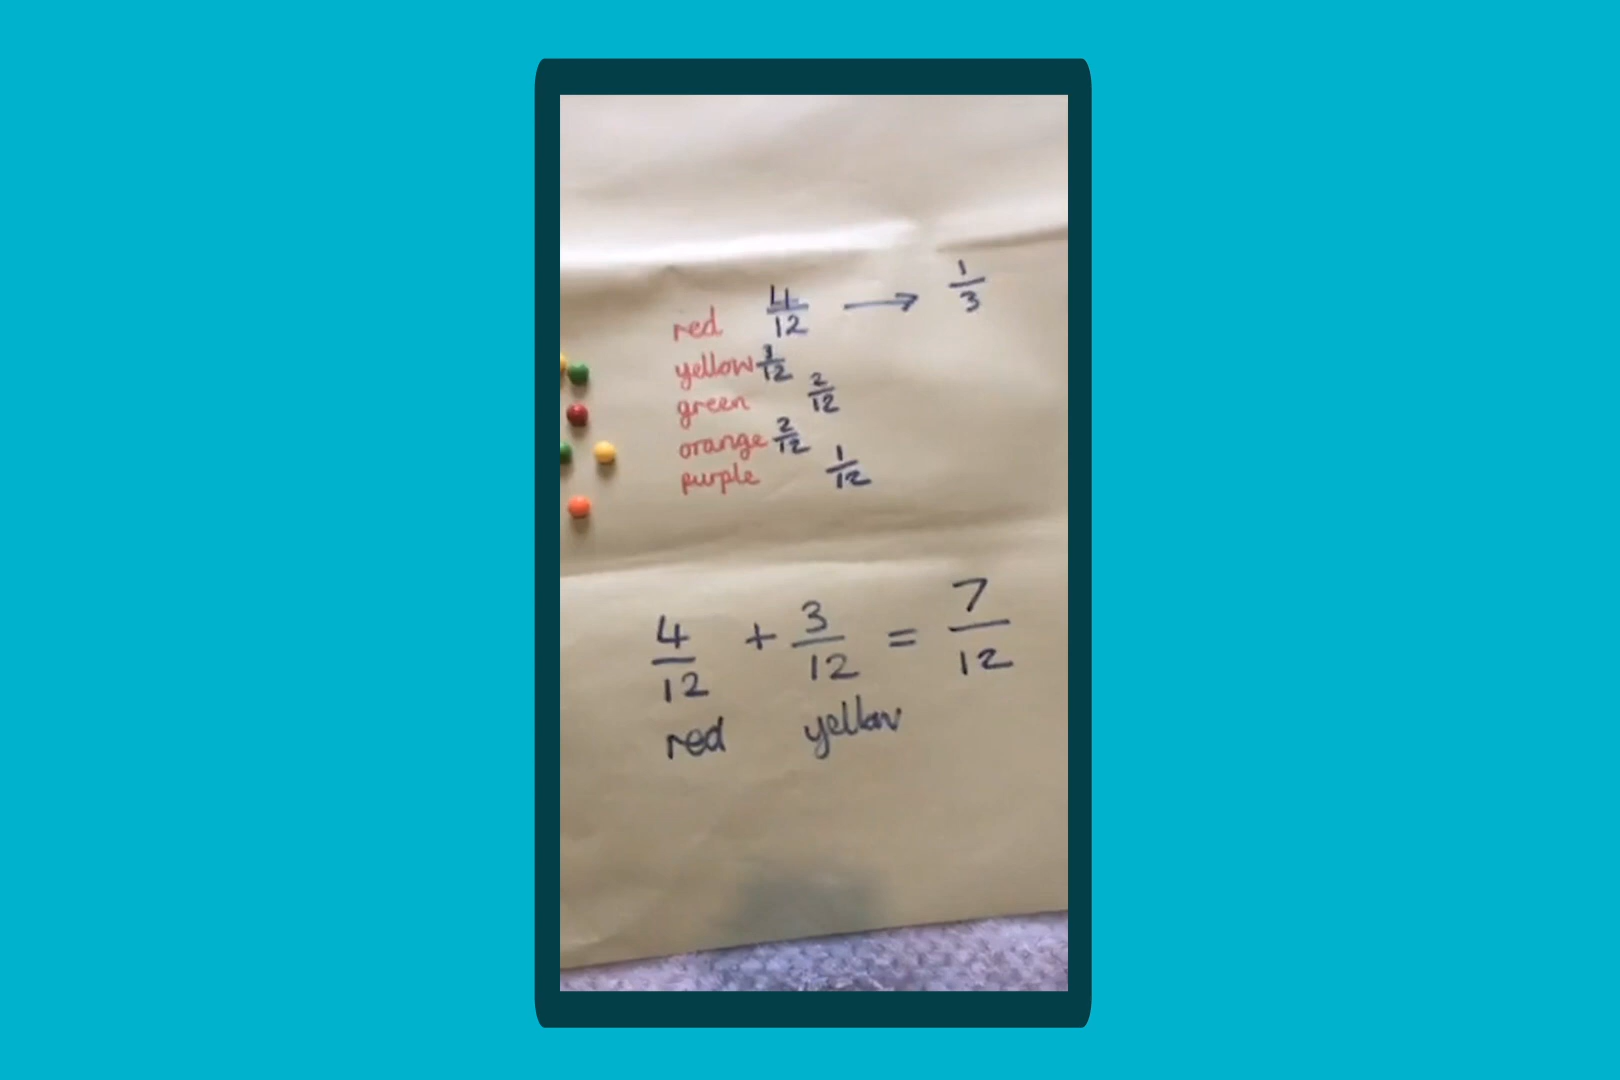 red 4/12 → 1/3
yellow 3/12
green 2/12
orange 2/12
purple 1/12
4/12 + 3/12 = 7/12
red yellow